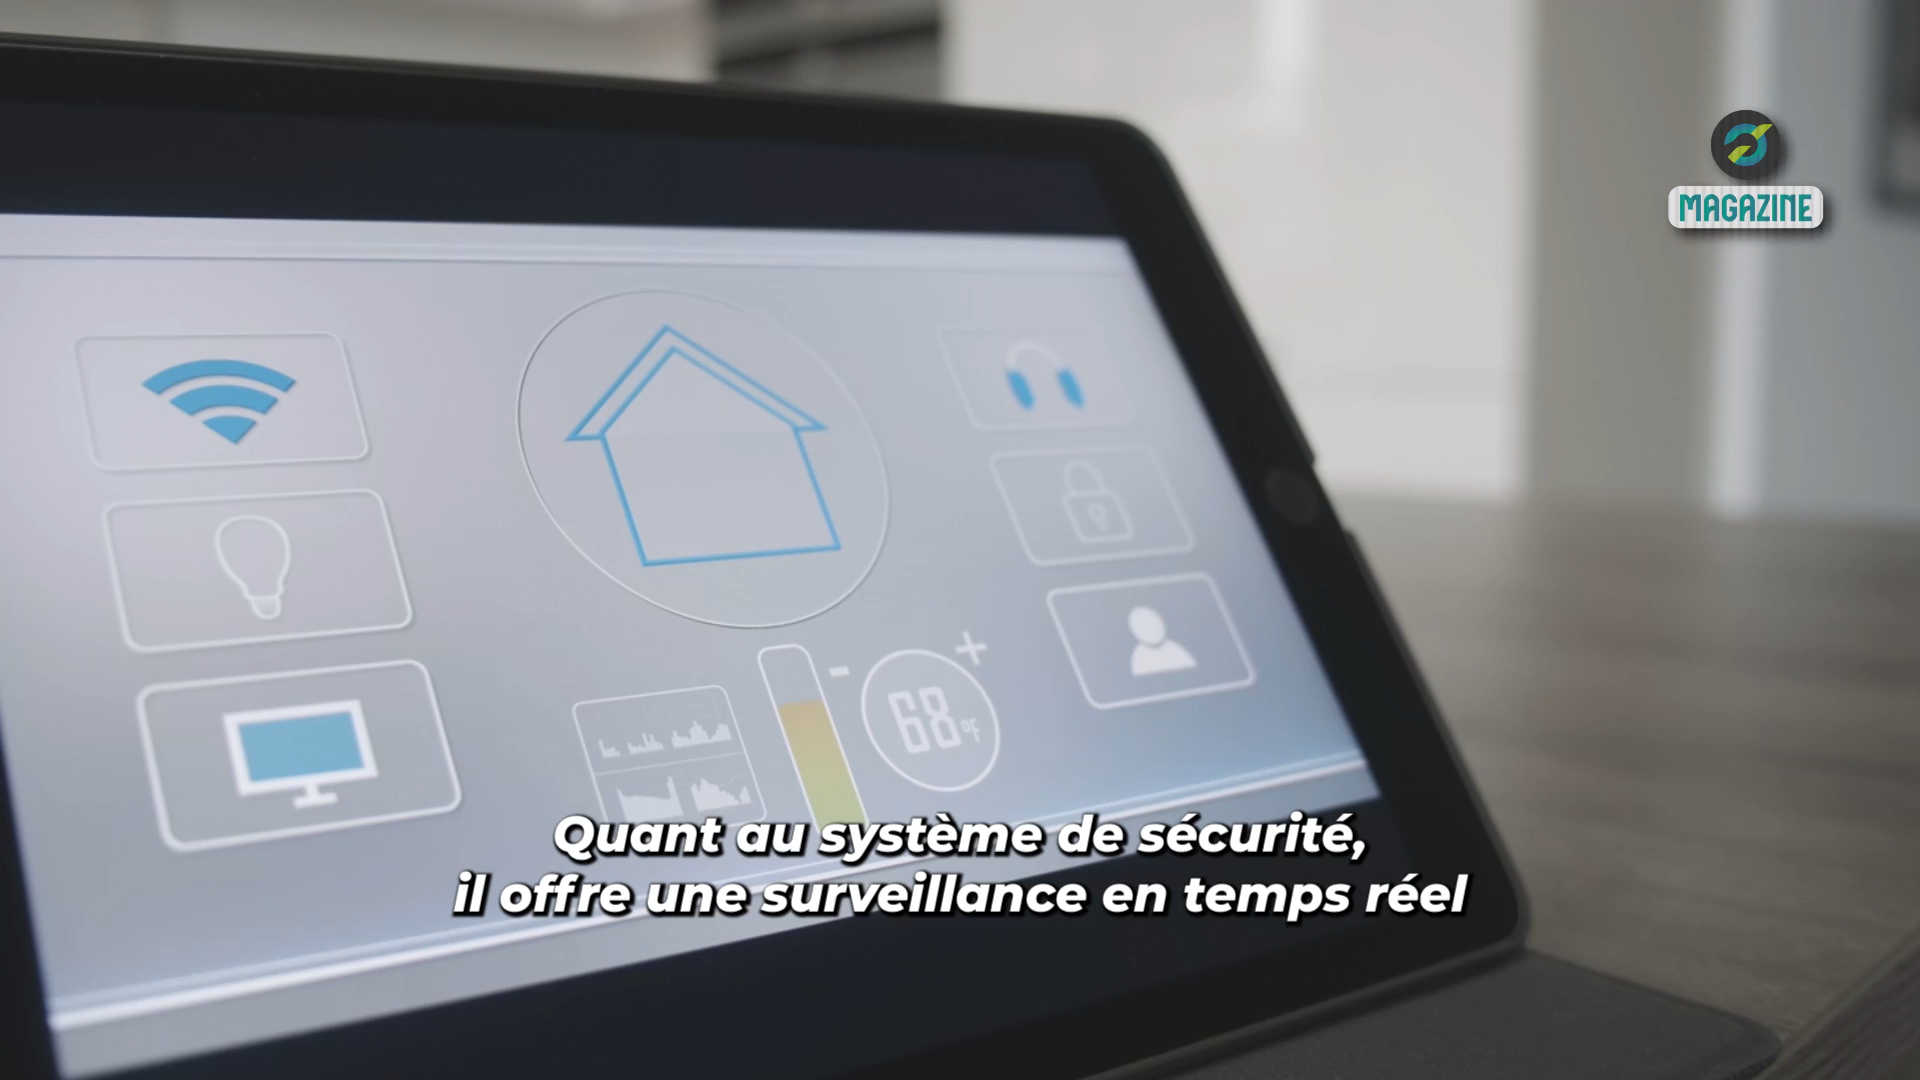 MAGAZINE
68°F
Quant au système de sécurité,
il offre une surveillance en temps réel